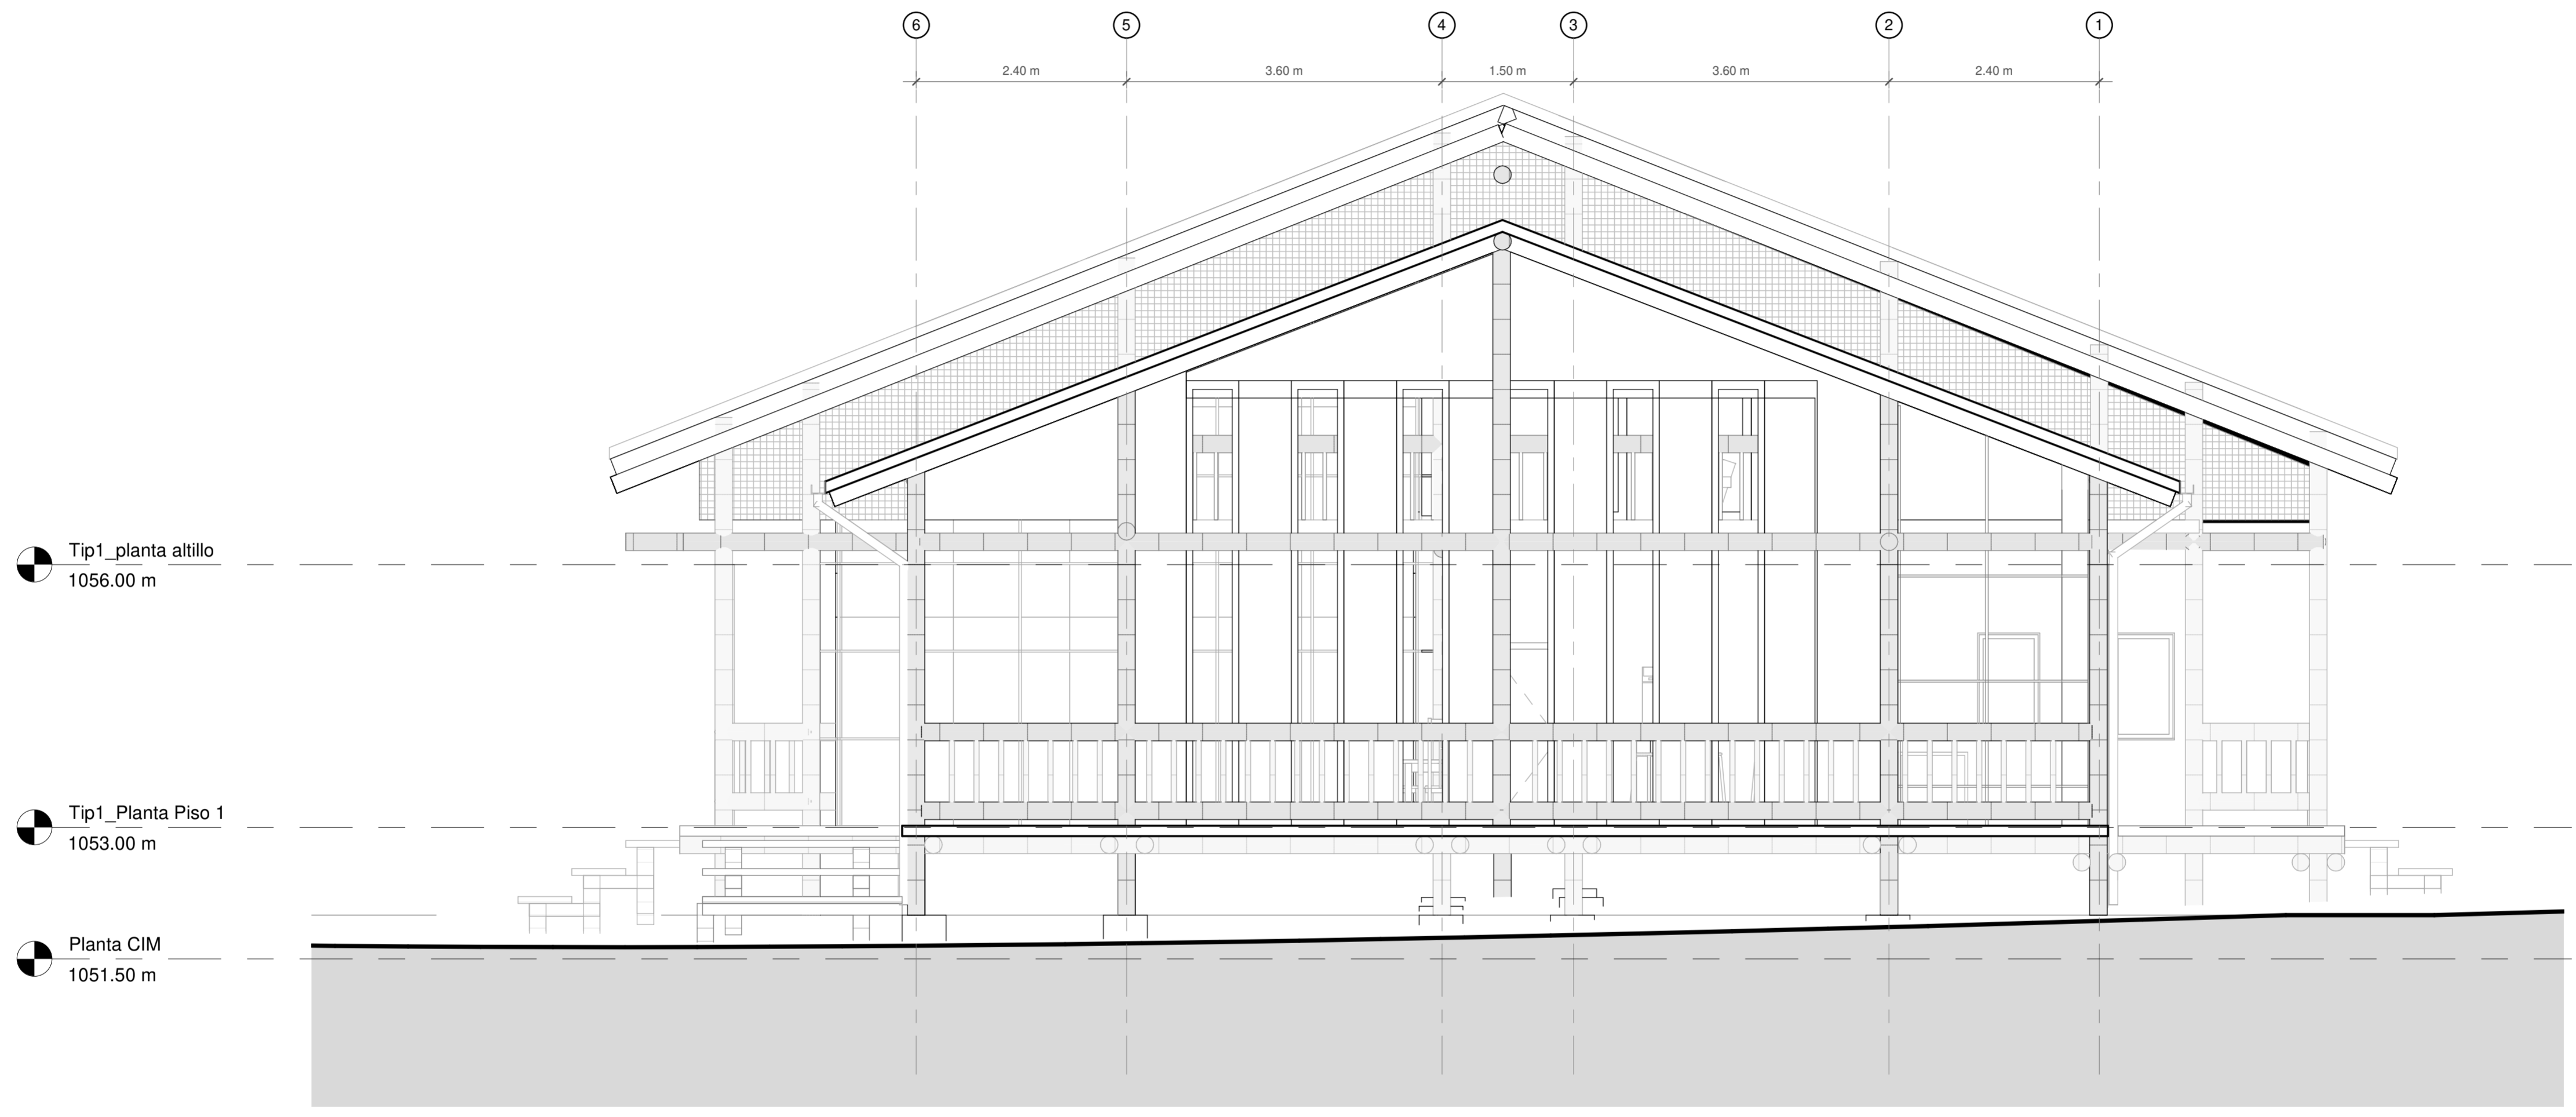 6 5 4 3 2 1
2.40 m 3.60 m 1.50 m 3.60 m 2.40 m
Tip1_planta altillo
1056.00 m
Tip1_Planta Piso 1
1053.00 m
Planta CIM
1051.50 m